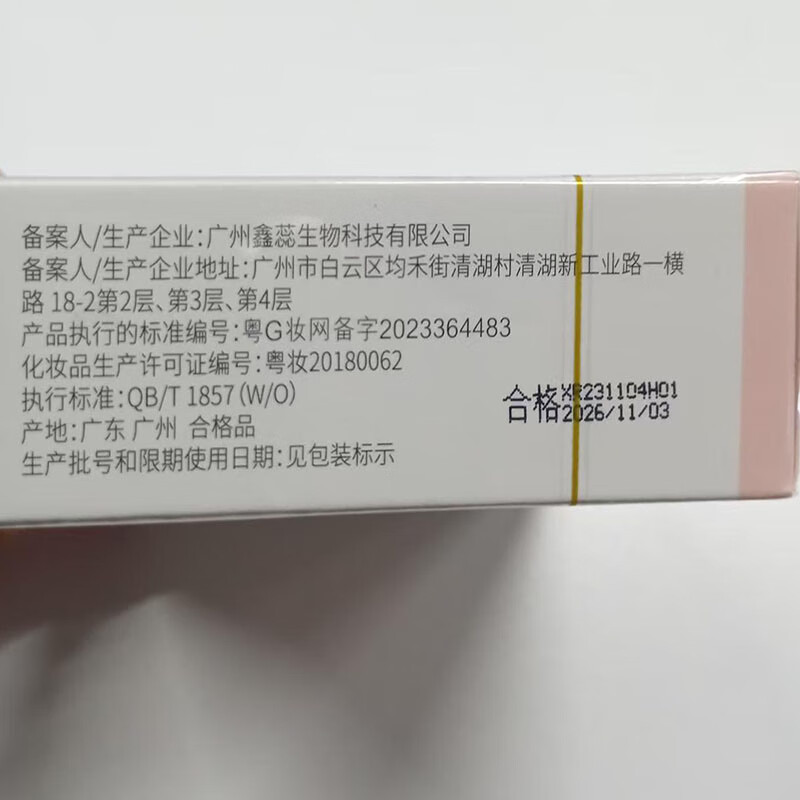 备案人/生产企业:广州鑫蕊生物科技有限公司
备案人/生产企业地址:广州市白云区均禾街清湖村清湖新工业路一横
路 18-2第2层、第3层、第4层
产品执行的标准编号:粤G妆网备字2023364483
化妆品生产许可证编号:粤妆20180062
执行标准:QB/T 1857(W/O)
产地:广东 广州 合格品
生产批号和限期使用日期:见包装标示
合格
XR231104H01
2026/11/03